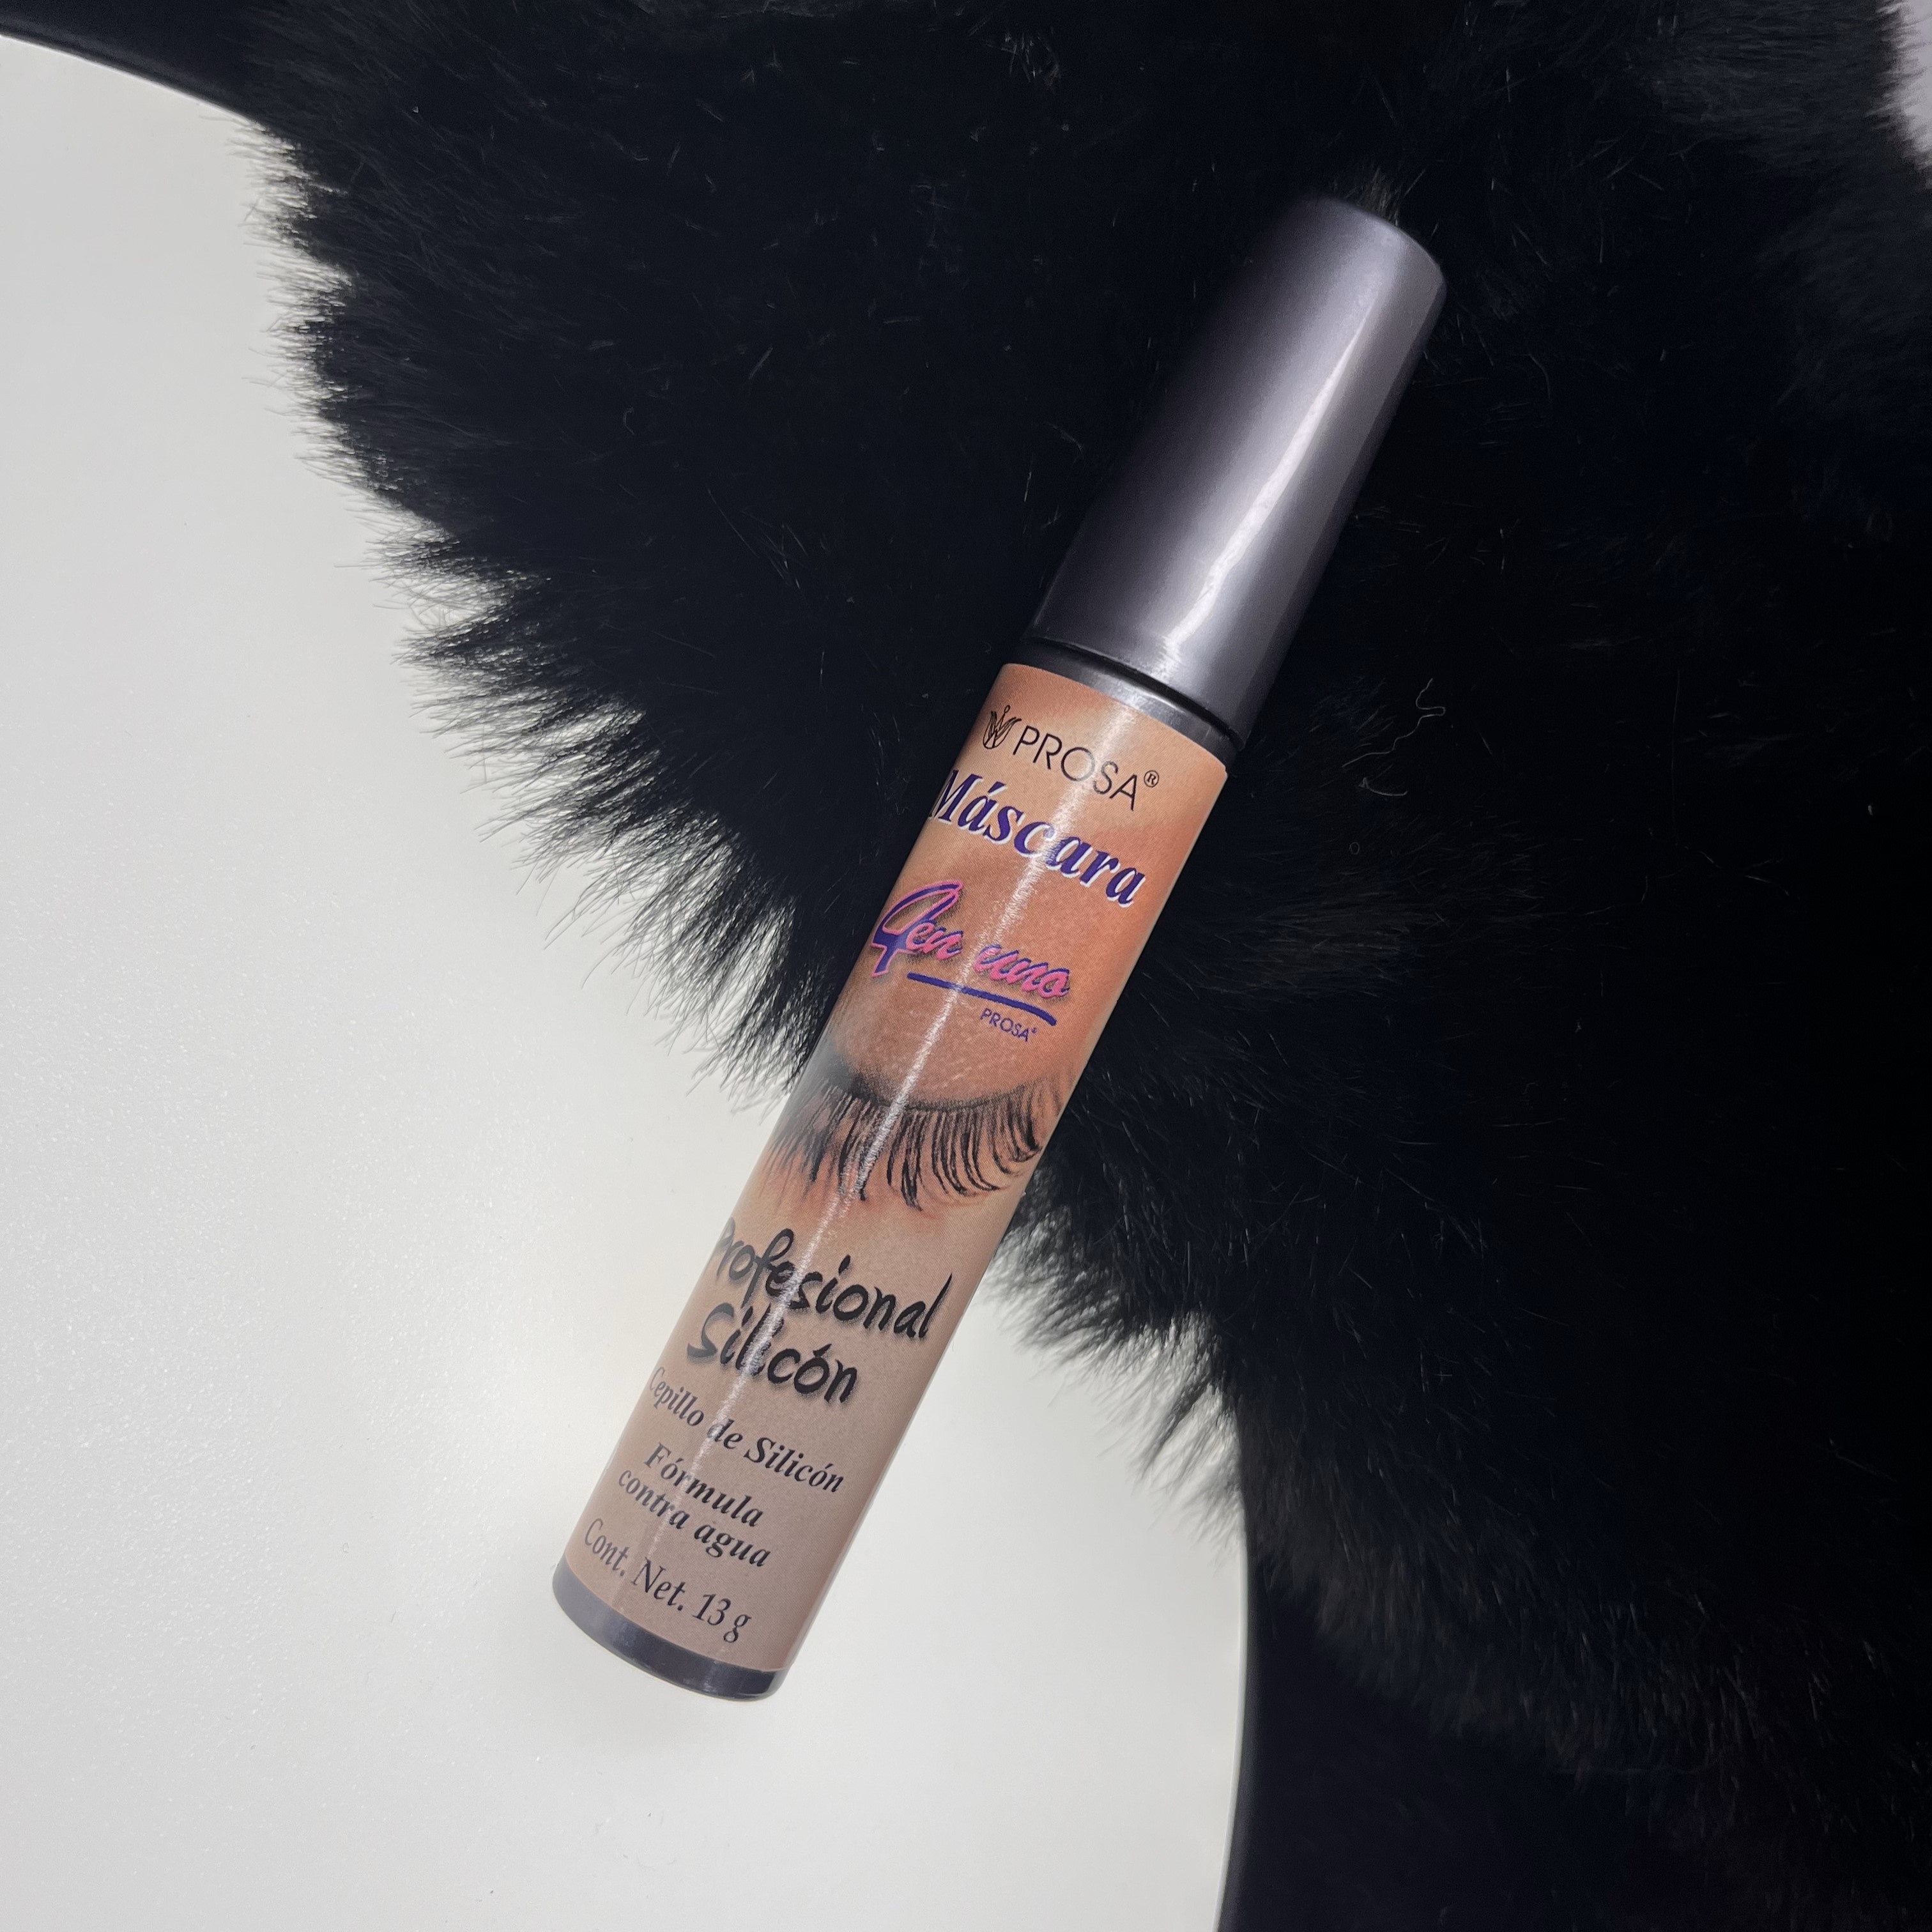 PROSA®
Máscara
4en uno
PROSA®
Profesional
Silicón
Cepillo de Silicón
Fórmula
contra agua
Cont. Net. 13 g